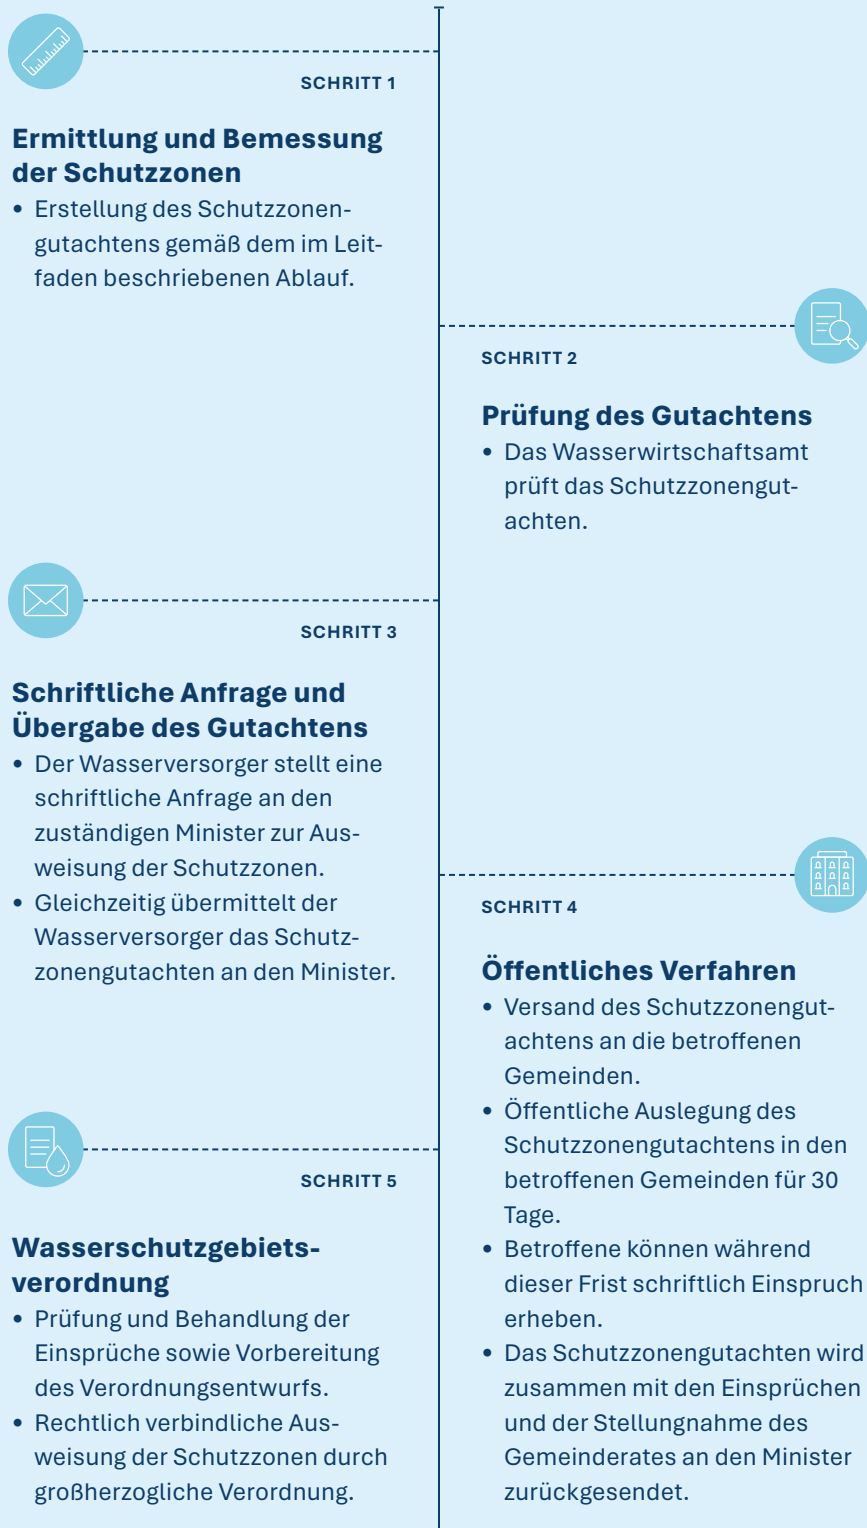 SCHRITT 1
Ermittlung und Bemessung
der Schutzzonen
• Erstellung des Schutzzonen-
gutachtens gemäß dem im Leit-
faden beschriebenen Ablauf.
SCHRITT 2
Prüfung des Gutachtens
• Das Wasserwirtschaftsamt
prüft das Schutzzonengut-
achten.
SCHRITT 3
Schriftliche Anfrage und
Übergabe des Gutachtens
• Der Wasserversorger stellt eine
schriftliche Anfrage an den
zuständigen Minister zur Aus-
weisung der Schutzzonen.
• Gleichzeitig übermittelt der
Wasserversorger das Schutz-
zonengutachten an den Minister.
SCHRITT 4
Öffentliches Verfahren
• Versand des Schutzzonengut-
achtens an die betroffenen
Gemeinden.
• Öffentliche Auslegung des
Schutzzonengutachtens in den
betroffenen Gemeinden für 30
Tage.
• Betroffene können während
dieser Frist schriftlich Einspruch
erheben.
• Das Schutzzonengutachten wird
zusammen mit den Einsprüchen
und der Stellungnahme des
Gemeinderates an den Minister
zurückgesendet.
SCHRITT 5
Wasserschutzgebiets-
verordnung
• Prüfung und Behandlung der
Einsprüche sowie Vorbereitung
des Verordnungsentwurfs.
• Rechtlich verbindliche Aus-
weisung der Schutzzonen durch
großherzogliche Verordnung.